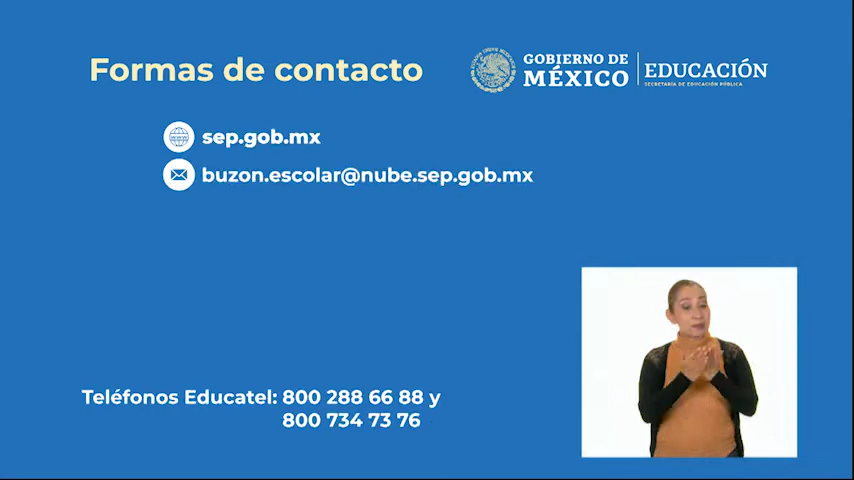 Formas de contacto
GOBIERNO DE
MÉXICO
EDUCACIÓN
SECRETARÍA DE EDUCACIÓN PÚBLICA
www
sep.gob.mx
buzon.escolar@nube.sep.gob.mx
Teléfonos Educatel: 800 288 66 88 y
800 734 73 76